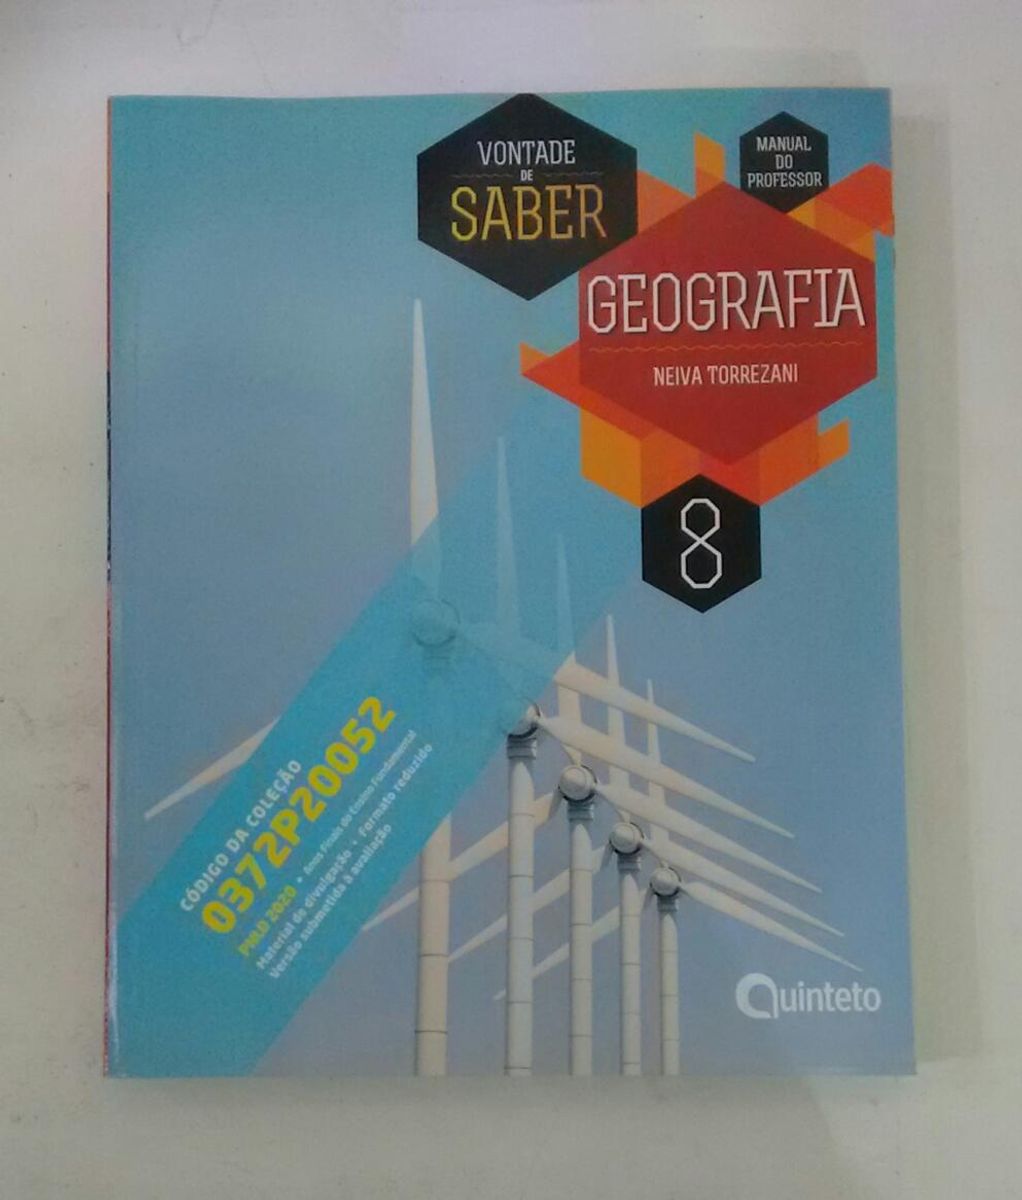 VONTADE
DE
SABER
MANUAL
DO
PROFESSOR
GEOGRAFIA
NEIVA TORREZANI
8
CÓDIGO DA COLEÇÃO
0372P20052
PNLD 2020 • Anos Finais do Ensino Fundamental
Material de divulgação • Formato reduzido
Versão submetida à avaliação
Quinteto